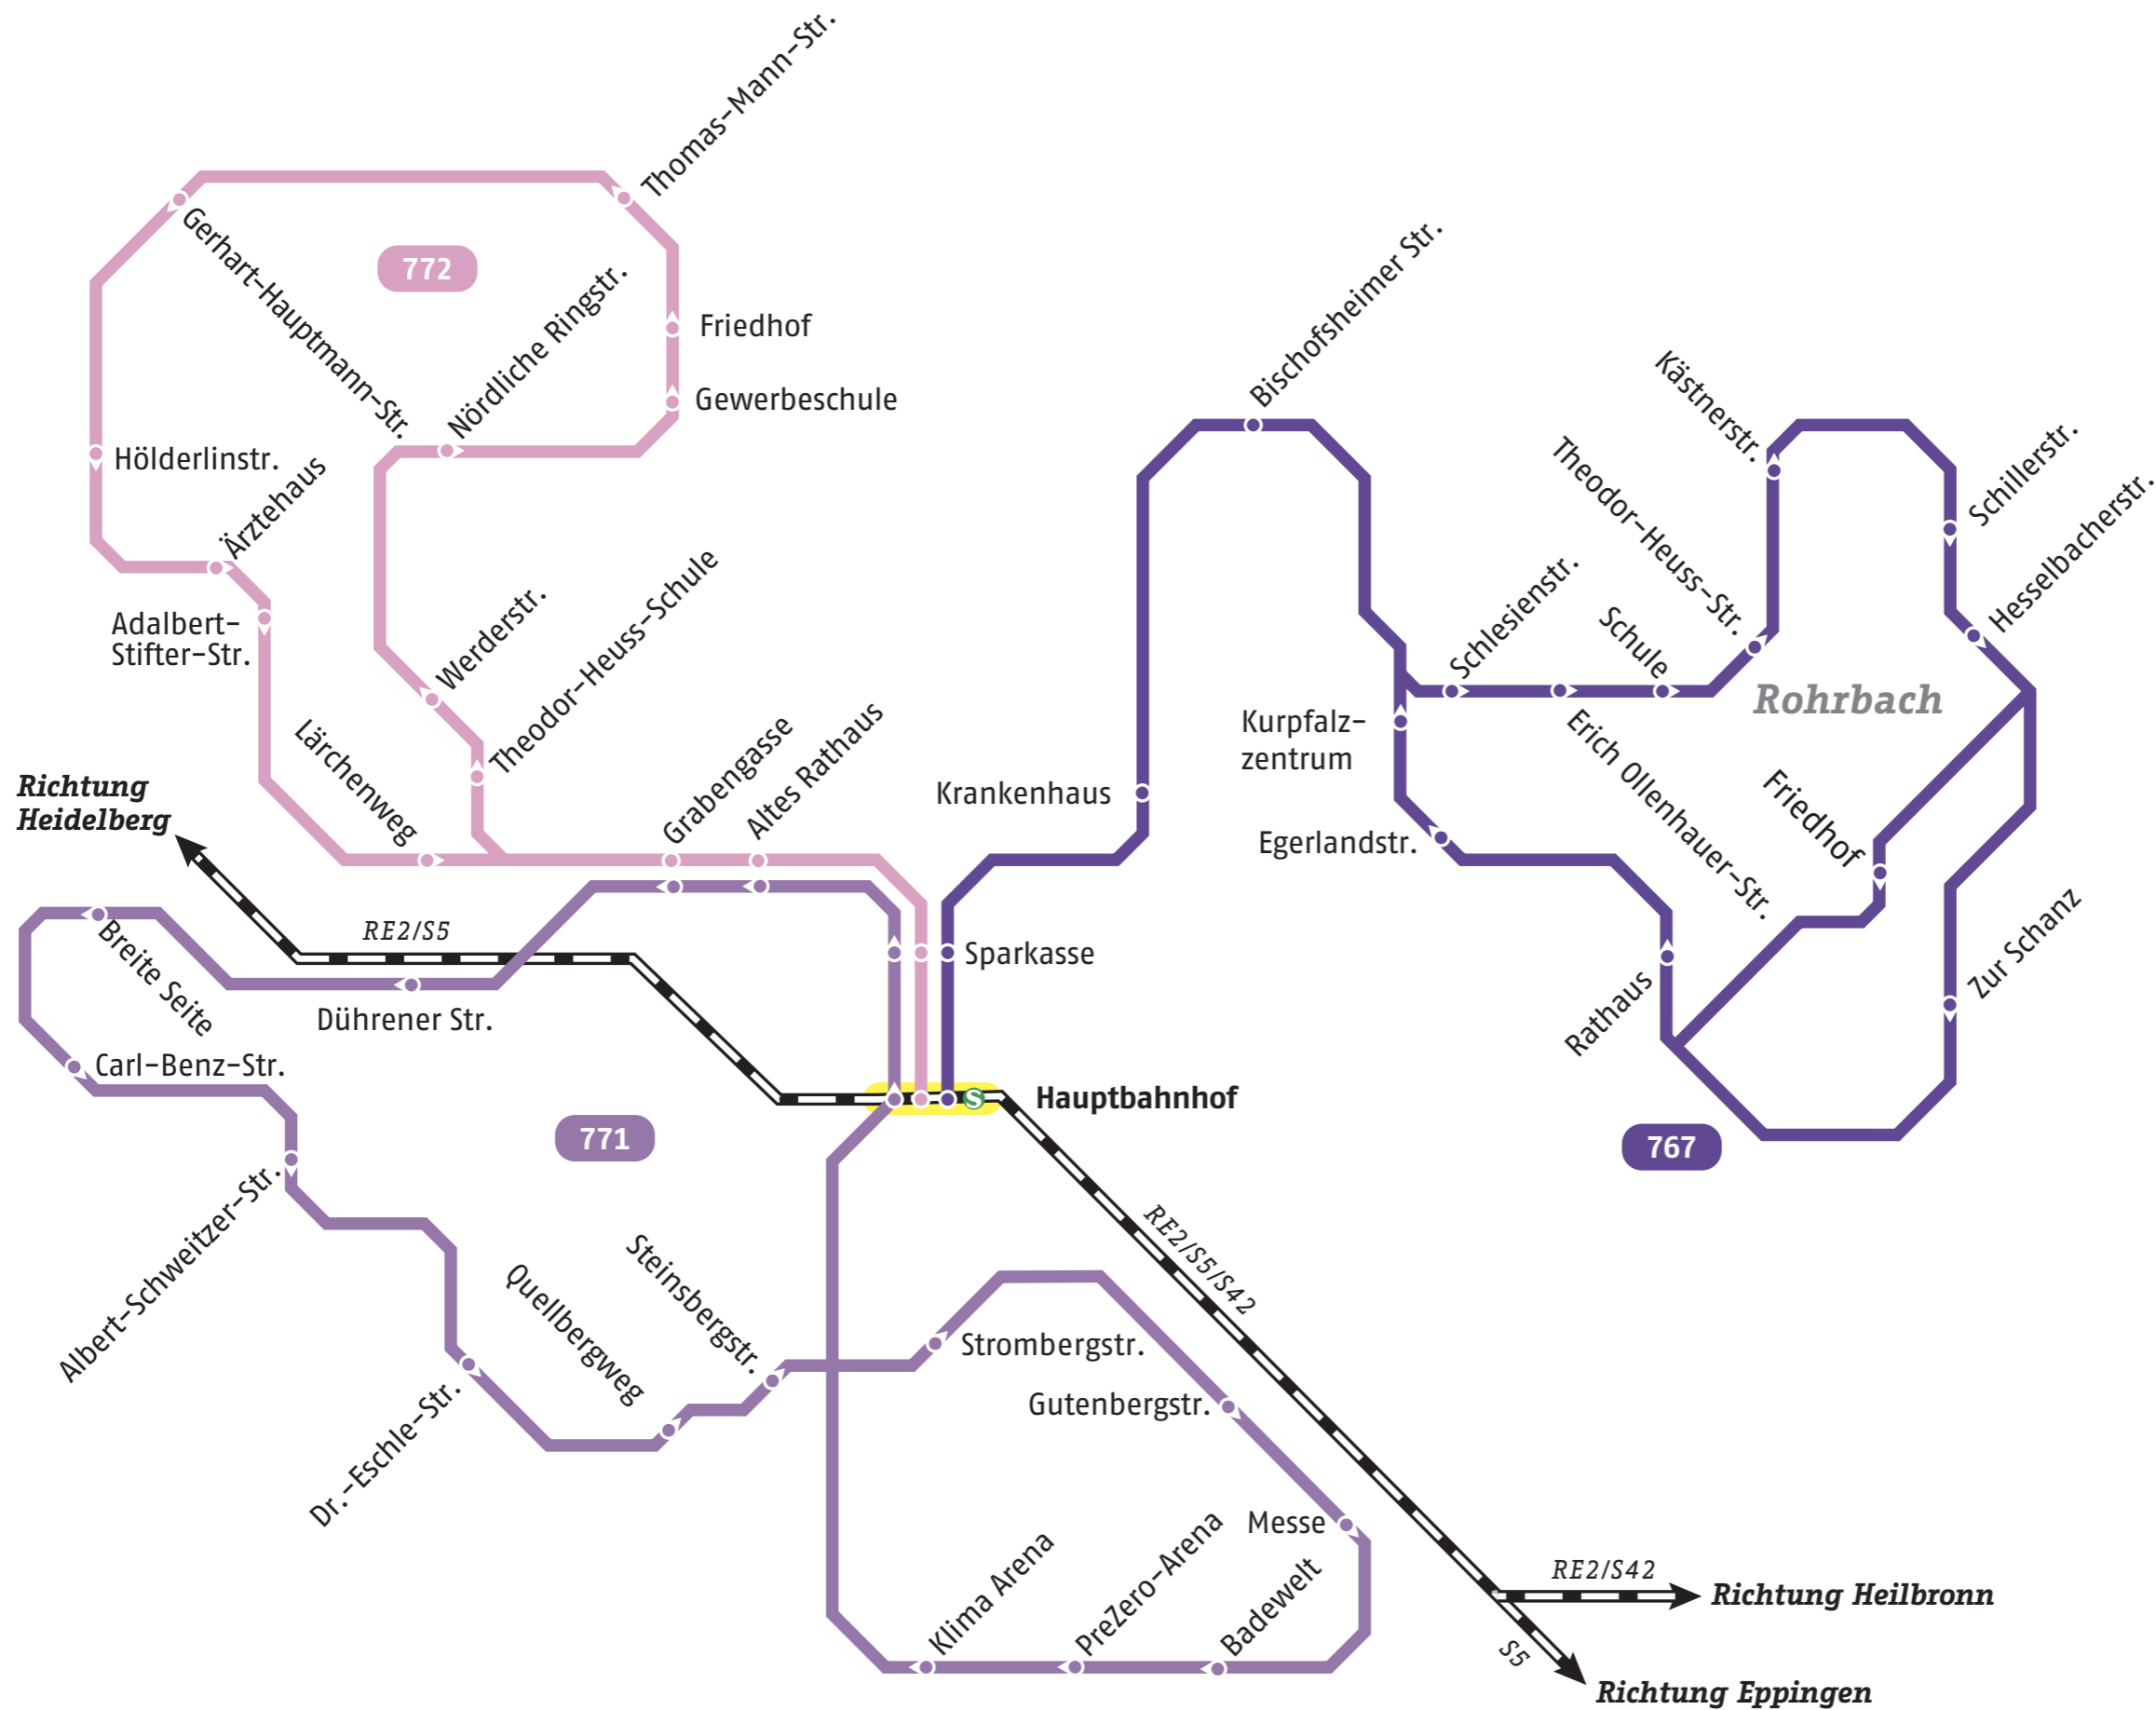 Thomas-Mann-Str.
Gerhart-Hauptmann-Str.
772
Nördliche Ringstr.
Friedhof
Gewerbeschule
Hölderlinstr.
Ärztehaus
Adalbert-
Stifter-Str.
Werderstr.
Theodor-Heuss-Schule
Lärchenweg
Grabengasse
Altes Rathaus
Richtung
Heidelberg
RE2/S5
Breite Seite
Dührener Str.
Carl-Benz-Str.
Albert-Schweitzer-Str.
771
Dr.-Eschle-Str.
Quellbergweg
Steinsbergstr.
Strombergstr.
Gutenbergstr.
Messe
Klima Arena
PreZero-Arena
Badewelt
Sparkasse
S
Hauptbahnhof
Krankenhaus
Bischofsheimer Str.
Kurpfalz-
zentrum
Egerlandstr.
Schlesienstr.
Schule
Erich Ollenhauer-Str.
Theodor-Heuss-Str.
Kästnerstr.
Schillerstr.
Hesselbacherstr.
Rohrbach
Friedhof
Zur Schanz
Rathaus
767
RE2/S5/S42
RE2/S42
Richtung Heilbronn
S5
Richtung Eppingen